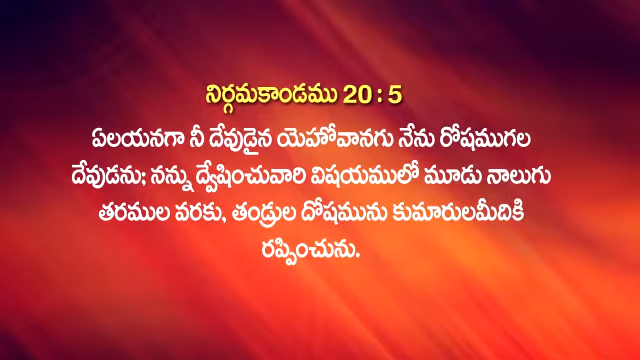 నిర్గమకాండము 20 : 5
ఏలయనగా నీ దేవుడైన యెహోవానగు నేను రోషముగల
దేవుడను; నన్ను ద్వేషించువారి విషయములో మూడు నాలుగు
తరముల వరకు, తండ్రుల దోషమును కుమారులమీదికి
రప్పించును.